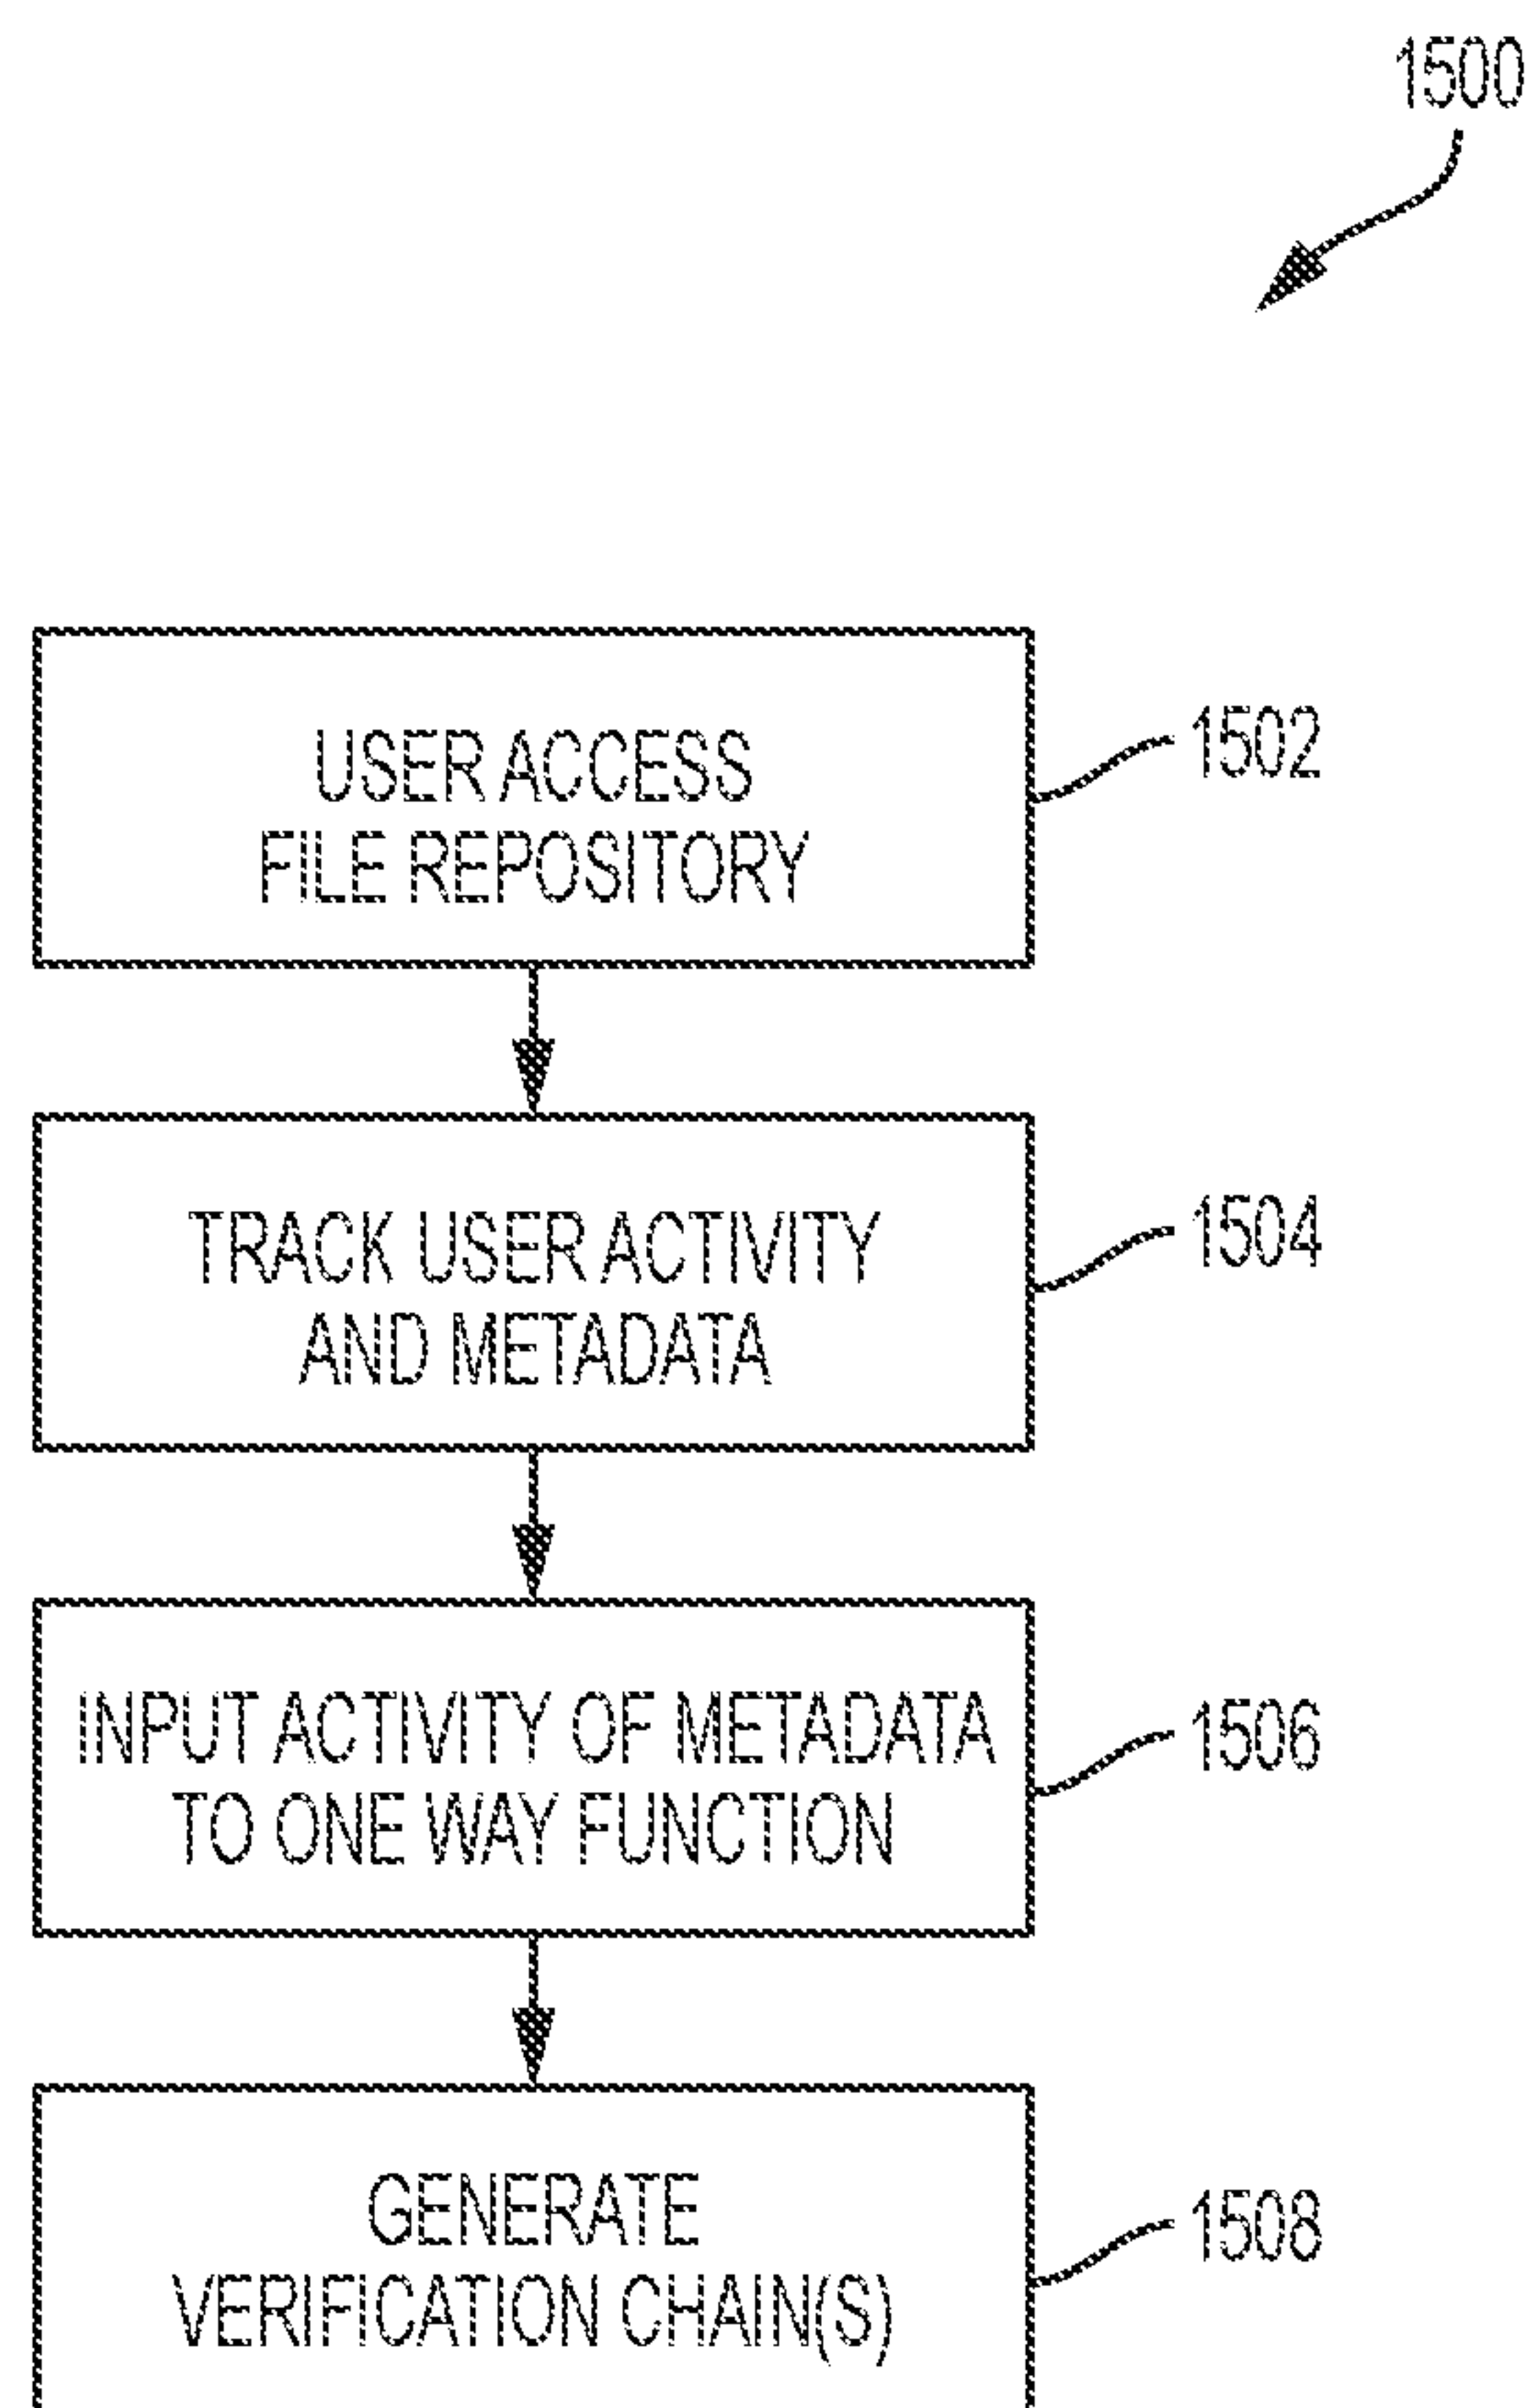 1500
USER ACCESS
FILE REPOSITORY
1502
TRACK USER ACTIVITY
AND METADATA
1504
INPUT ACTIVITY OF METADATA
TO ONE WAY FUNCTION
1506
GENERATE
VERIFICATION CHAIN(S)
1508